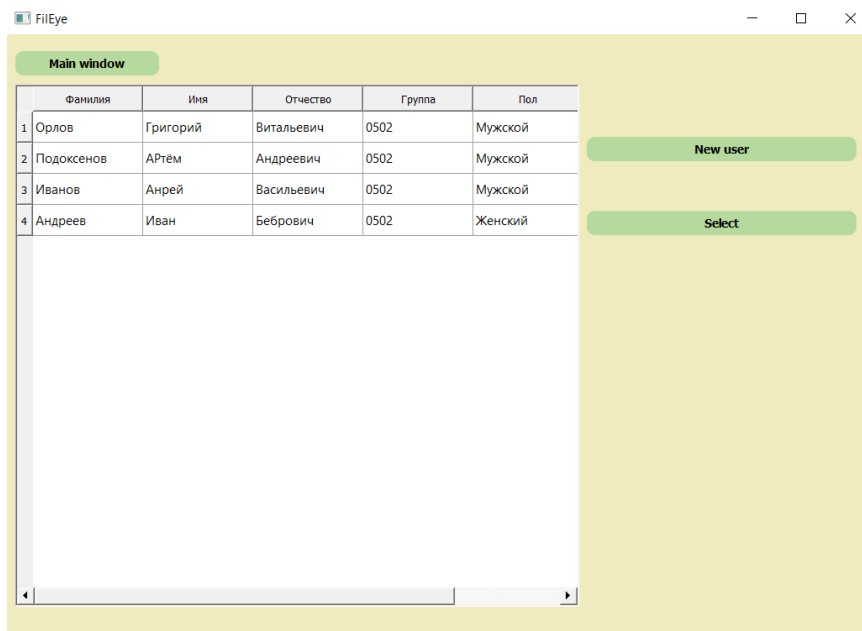 FilEye
Main window
Фамилия Имя Отчество Группа Пол
1 Орлов Григорий Витальевич 0502 Мужской
New user
2 Подоксенов АРтём Андреевич 0502 Мужской
3 Иванов Анрей Васильевич 0502 Мужской
4 Андреев Иван Бебрович 0502 Женский
Select